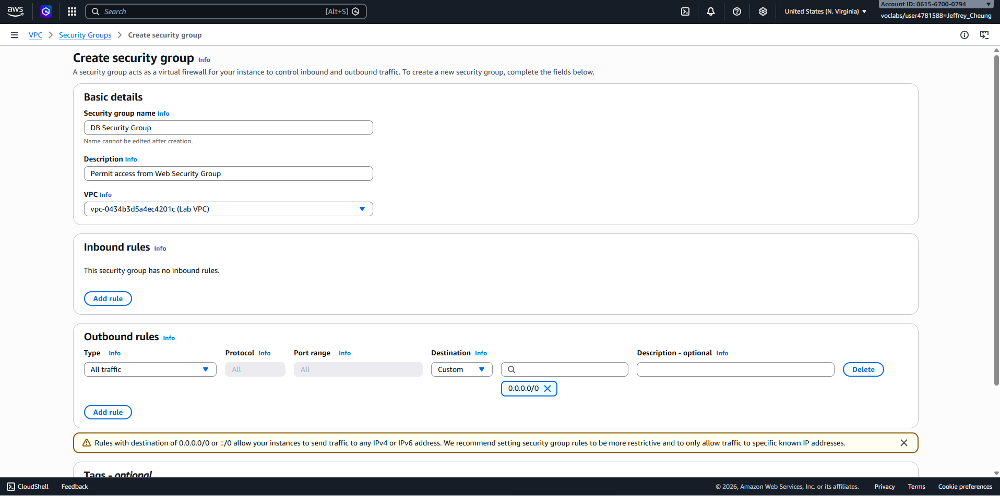 aws
Search [Alt+S]
United States (N. Virginia)
Account ID: 0615-6700-0794
voclabs/user4781588=Jeffrey_Cheung
VPC Security Groups Create security group
Create security group Info
A security group acts as a virtual firewall for your instance to control inbound and outbound traffic. To create a new security group, complete the fields below.
Basic details
Security group name Info
DB Security Group
Name cannot be edited after creation.
Description Info
Permit access from Web Security Group
VPC Info
vpc-0434b3d5a4ec4201c (Lab VPC)
Inbound rules Info
This security group has no inbound rules.
Add rule
Outbound rules Info
Type Info Protocol Info Port range Info Destination Info Description - optional Info
All traffic All All Custom Delete
0.0.0.0/0
Add rule
Rules with destination of 0.0.0.0/0 or ::/0 allow your instances to send traffic to any IPv4 or IPv6 address. We recommend setting security group rules to be more restrictive and to only allow traffic to specific known IP addresses.
Tags - optional
CloudShell Feedback © 2026, Amazon Web Services, Inc. or its affiliates. Privacy Terms Cookie preferences